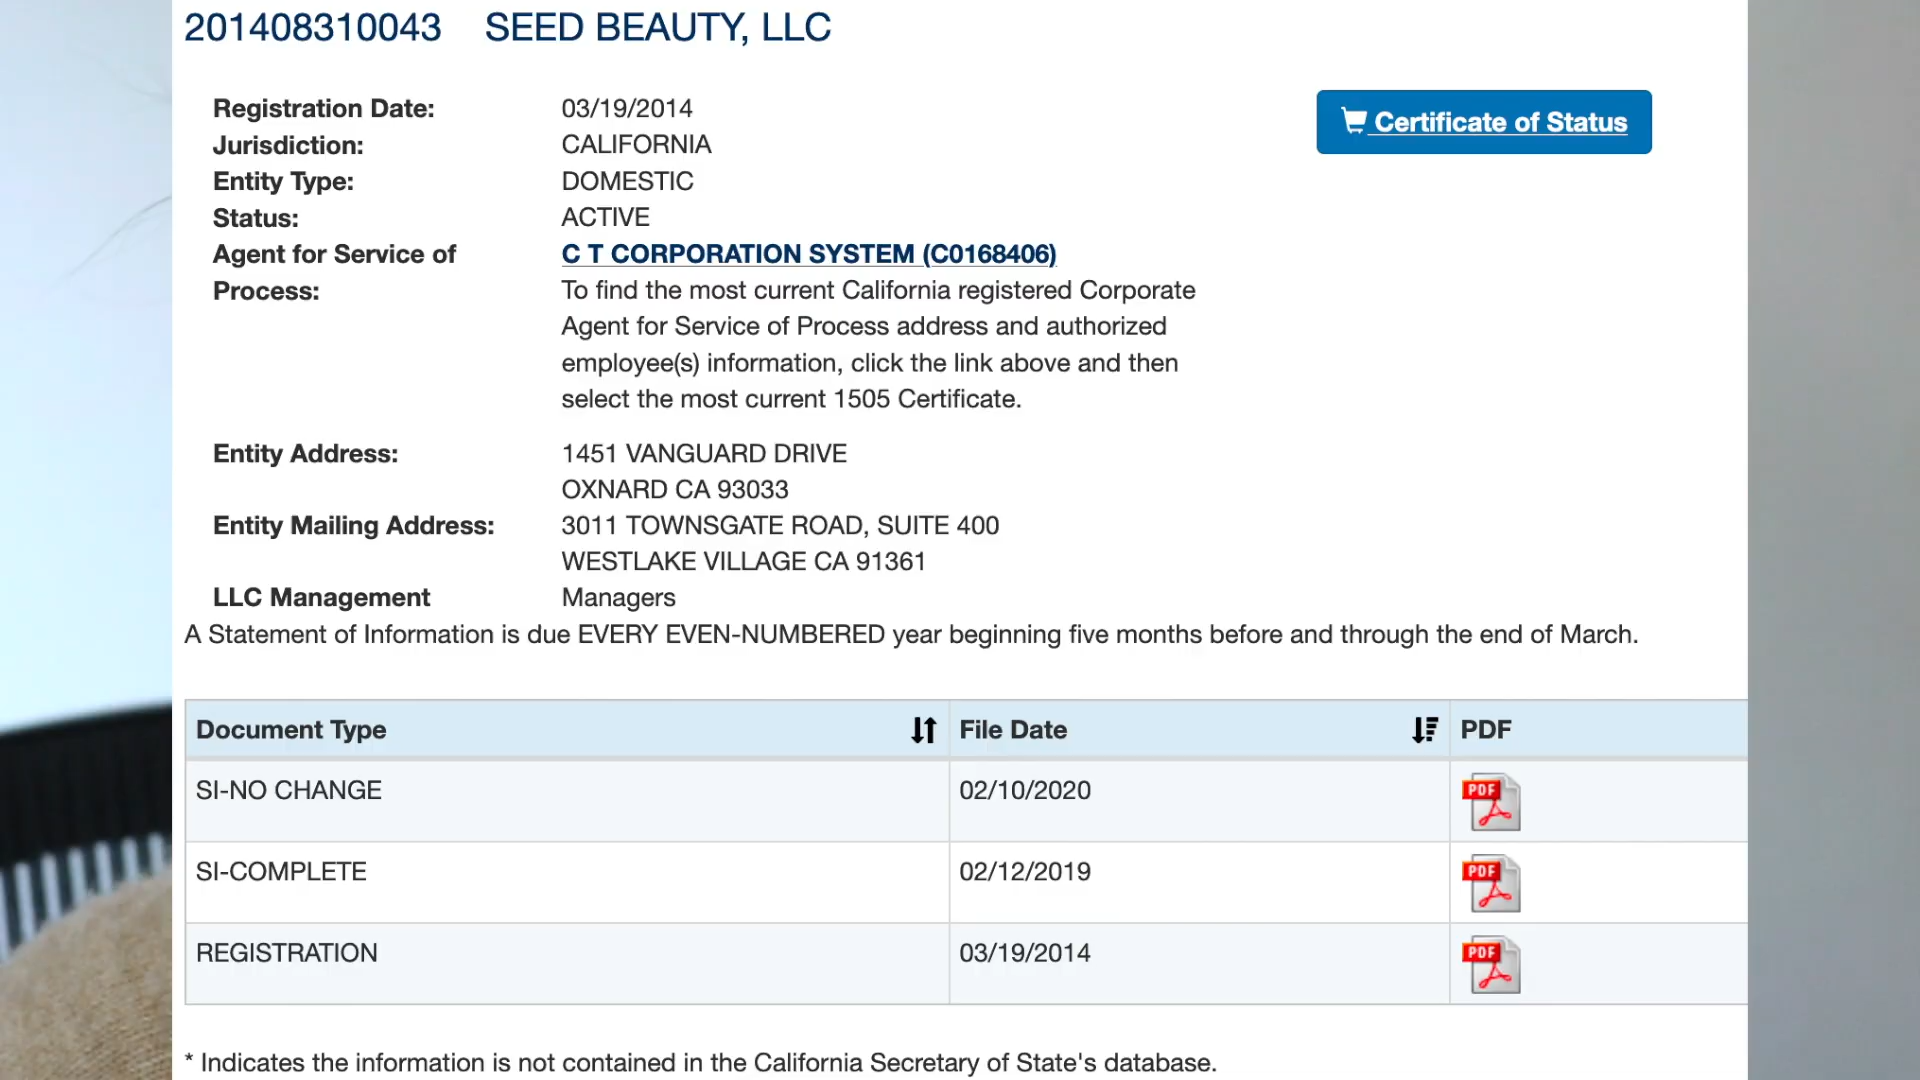 201408310043 SEED BEAUTY, LLC
Registration Date: 03/19/2014
Certificate of Status
Jurisdiction: CALIFORNIA
Entity Type: DOMESTIC
Status: ACTIVE
Agent for Service of C T CORPORATION SYSTEM (C0168406)
Process: To find the most current California registered Corporate
Agent for Service of Process address and authorized
employee(s) information, click the link above and then
select the most current 1505 Certificate.
Entity Address: 1451 VANGUARD DRIVE
OXNARD CA 93033
Entity Mailing Address: 3011 TOWNSGATE ROAD, SUITE 400
WESTLAKE VILLAGE CA 91361
LLC Management Managers
A Statement of Information is due EVERY EVEN-NUMBERED year beginning five months before and through the end of March.
Document Type File Date PDF
SI-NO CHANGE 02/10/2020 PDF
SI-COMPLETE 02/12/2019 PDF
REGISTRATION 03/19/2014 PDF
* Indicates the information is not contained in the California Secretary of State's database.